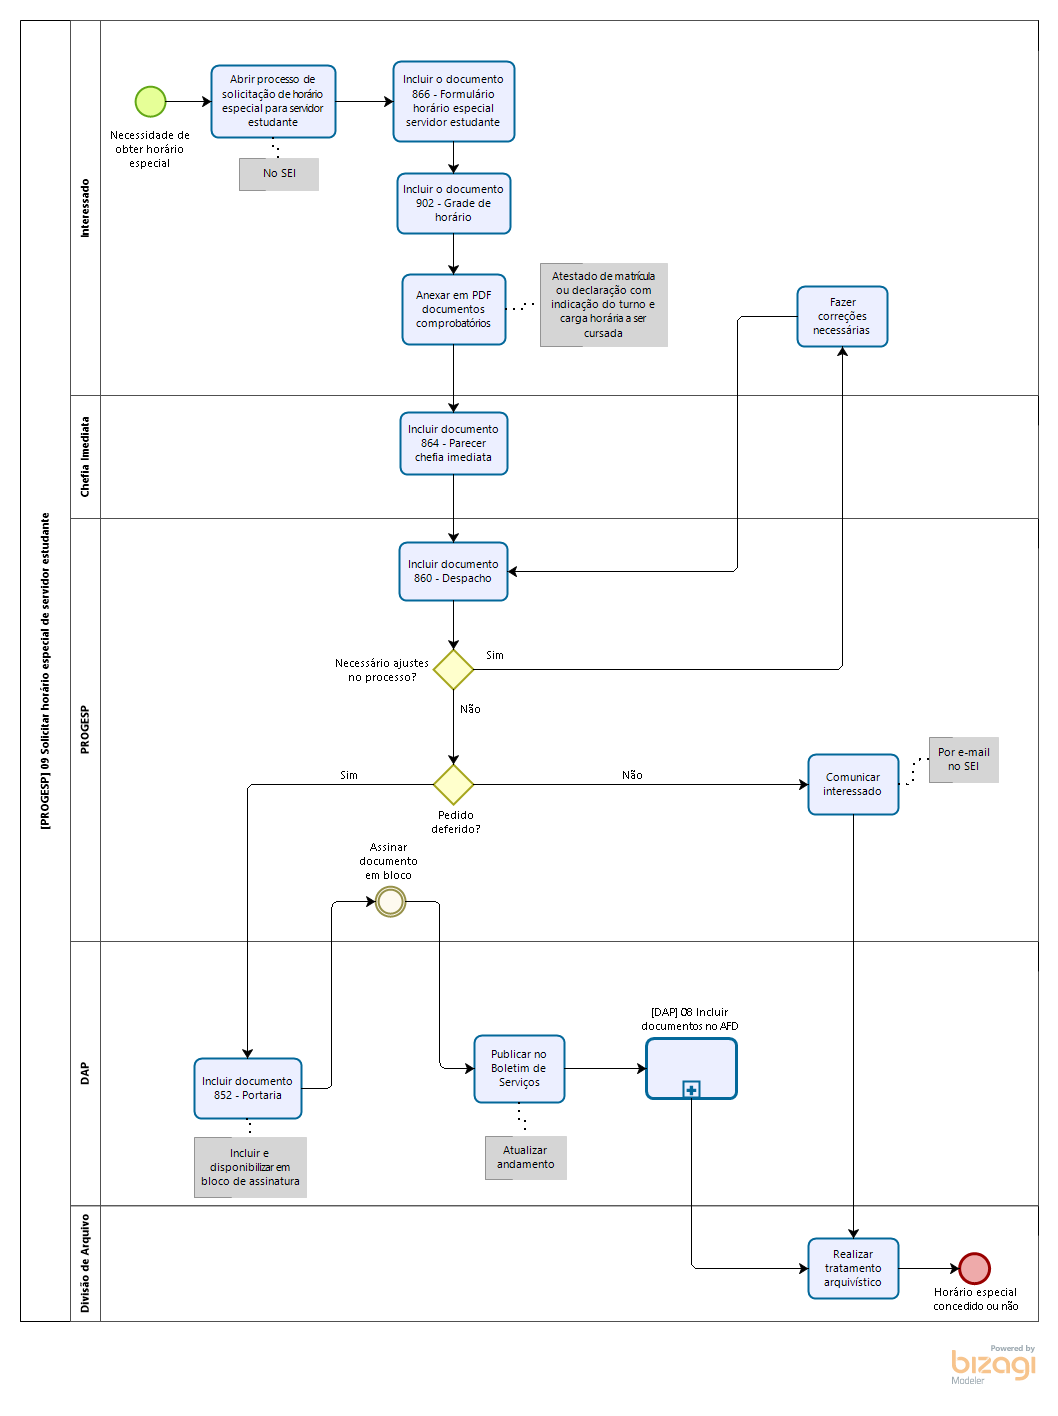 [PROGESP] 09 Solicitar horário especial de servidor estudante
Interessado
Necessidade de
obter horário
especial
Abrir processo de
solicitação de horário
especial para servidor
estudante
No SEI
Incluir o documento
866 - Formulário
horário especial
servidor estudante
Incluir o documento
902 - Grade de
horário
Anexar em PDF
documentos
comprobatórios
Atestado de matrícula
ou declaração com
indicação do turno e
carga horária a ser
cursada
Fazer
correções
necessárias
Chefia Imediata
Incluir documento
864 - Parecer
chefia imediata
PROGESP
Incluir documento
860 - Despacho
Necessário ajustes
no processo?
Sim
Não
Pedido
deferido?
Sim
Não
Comunicar
interessado
Por e-mail
no SEI
Assinar
documento
em bloco
DAP
Incluir documento
852 - Portaria
Incluir e
disponibilizar em
bloco de assinatura
Publicar no
Boletim de
Serviços
Atualizar
andamento
[DAP] 08 Incluir
documentos no AFD
Divisão de Arquivo
Realizar
tratamento
arquivístico
Horário especial
concedido ou não
Powered by
bizagi
Modeler